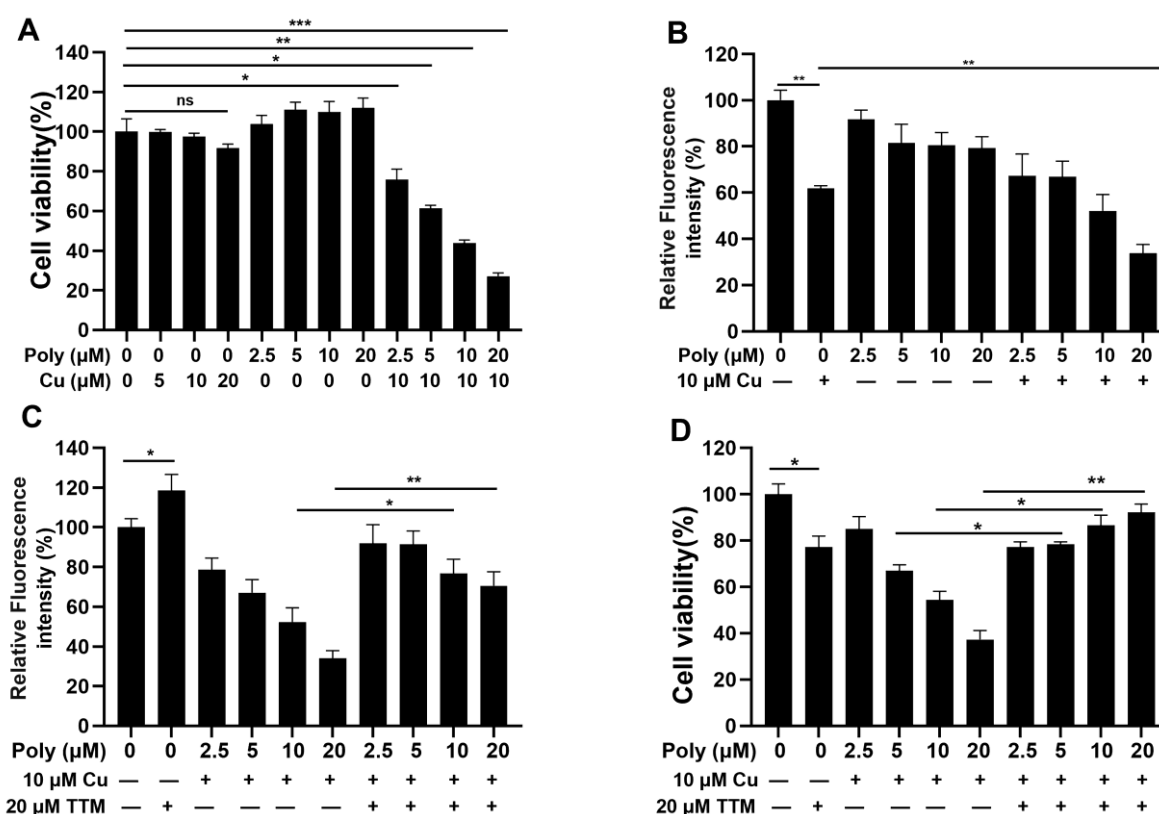 A
Cell viability(%)
140
120
100
80
60
40
20
0
***
**
*
*
ns
Poly (µM) 0 0 0 0 2.5 5 10 20 2.5 5 10 20
Cu (µM) 0 5 10 20 0 0 0 0 10 10 10 10
B
Relative Fluorescence
intensity (%)
120
100
80
60
40
20
0
**
**
Poly (µM) 0 0 2.5 5 10 20 2.5 5 10 20
10 µM Cu — + — — — — + + + +
C
Relative Fluorescence
intensity (%)
140
120
100
80
60
40
20
0
*
**
*
Poly (µM) 0 0 2.5 5 10 20 2.5 5 10 20
10 µM Cu — — + + + + + + + +
20 µM TTM — + — — — — + + + +
D
Cell viability(%)
120
100
80
60
40
20
0
*
**
*
*
Poly (µM) 0 0 2.5 5 10 20 2.5 5 10 20
10 µM Cu — — + + + + + + + +
20 µM TTM — + — — — — + + + +